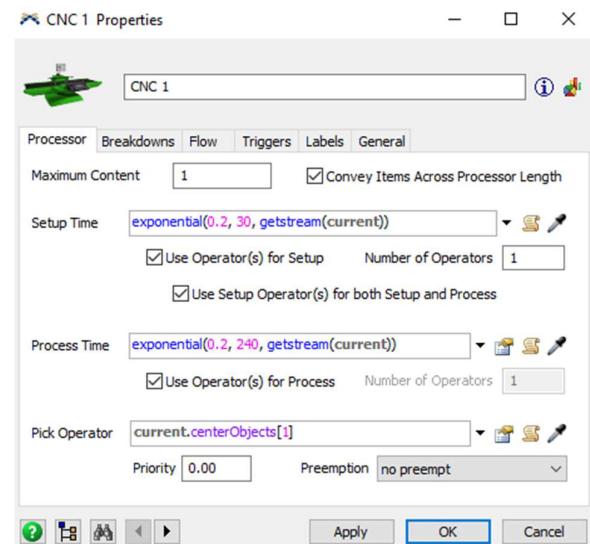 CNC 1 Properties
CNC 1
Processor Breakdowns Flow Triggers Labels General
Maximum Content 1 Convey Items Across Processor Length
Setup Time exponential(0.2, 30, getstream(current))
Use Operator(s) for Setup Number of Operators 1
Use Setup Operator(s) for both Setup and Process
Process Time exponential(0.2, 240, getstream(current))
Use Operator(s) for Process Number of Operators 1
Pick Operator current.centerObjects[1]
Priority 0.00 Preemption no preempt
? Apply OK Cancel